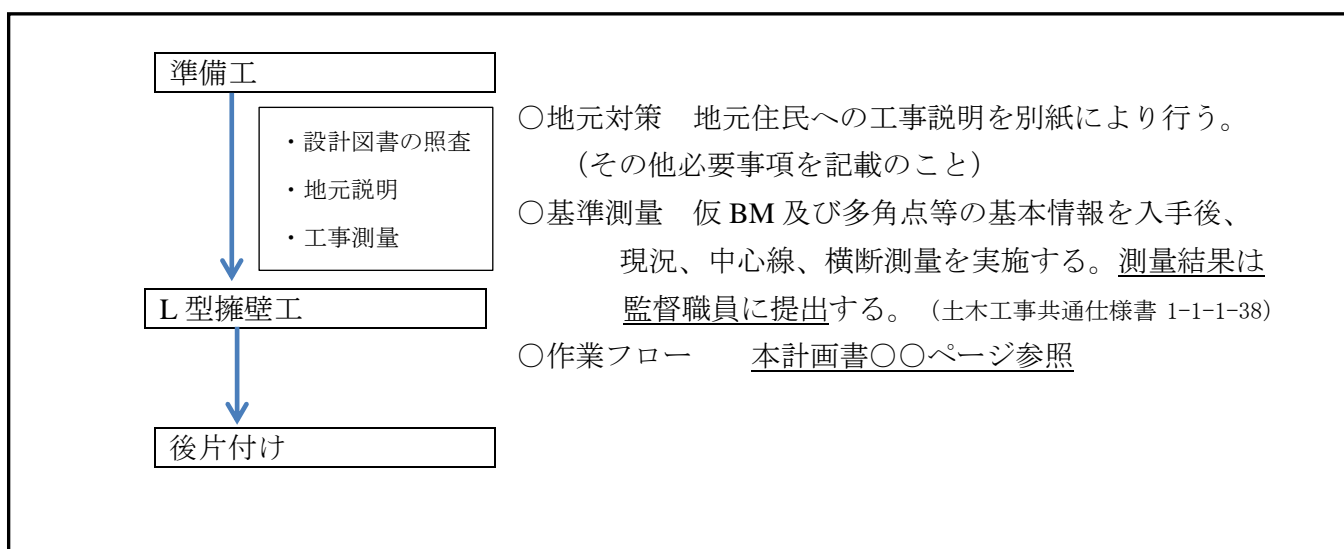 準備工
・設計図書の照査
・地元説明
・工事測量
L 型擁壁工
後片付け
○地元対策　地元住民への工事説明を別紙により行う。
（その他必要事項を記載のこと）
○基準測量　仮 BM 及び多角点等の基本情報を入手後、
現況、中心線、横断測量を実施する。測量結果は
監督職員に提出する。（土木工事共通仕様書 1-1-1-38）
○作業フロー　　本計画書○○ページ参照